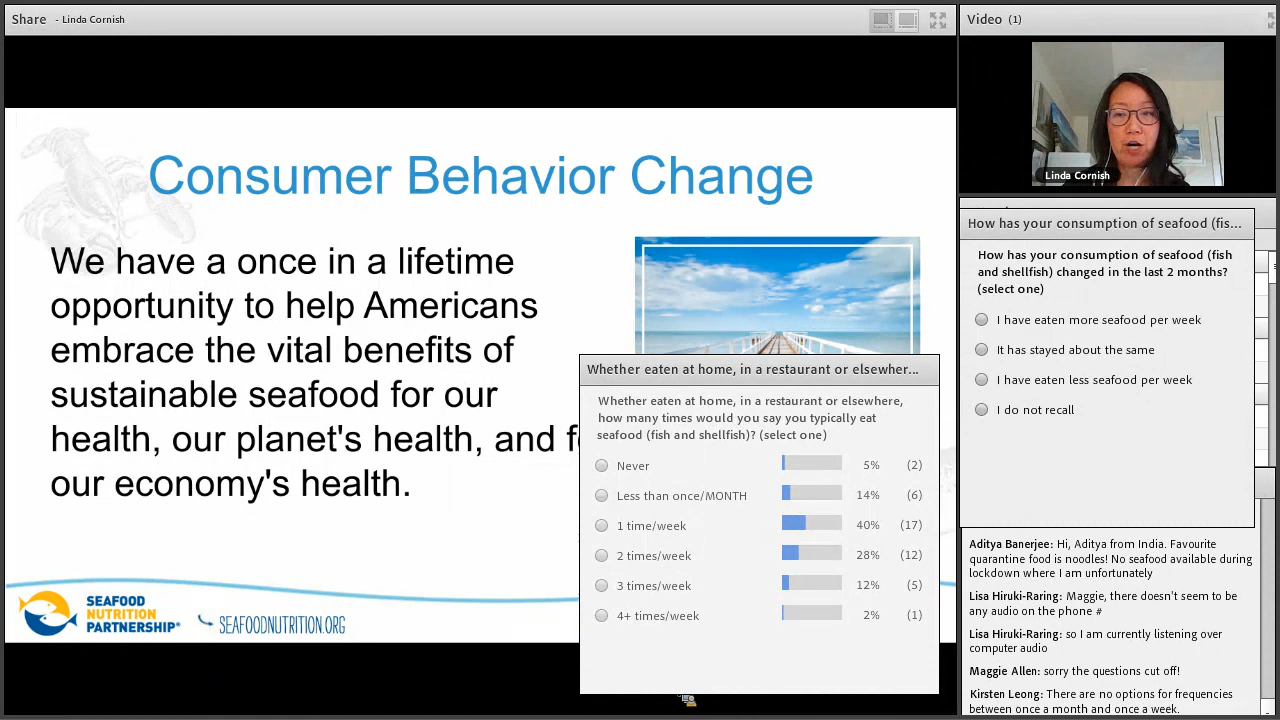 Share - Linda Cornish
Consumer Behavior Change
We have a once in a lifetime
opportunity to help Americans
embrace the vital benefits of
sustainable seafood for our
health, our planet's health, and
our economy's health.
SEAFOOD
NUTRITION
PARTNERSHIP®
SEAFOODNUTRITION.ORG
Whether eaten at home, in a restaurant or elsewher...
Whether eaten at home, in a restaurant or elsewhere,
how many times would you say you typically eat
seafood (fish and shellfish)? (select one)
Never 5% (2)
Less than once/MONTH 14% (6)
1 time/week 40% (17)
2 times/week 28% (12)
3 times/week 12% (5)
4+ times/week 2% (1)
Video (1)
Linda Cornish
How has your consumption of seafood (fis...
How has your consumption of seafood (fish
and shellfish) changed in the last 2 months?
(select one)
I have eaten more seafood per week
It has stayed about the same
I have eaten less seafood per week
I do not recall
Aditya Banerjee: Hi, Aditya from India. Favourite
quarantine food is noodles! No seafood available during
lockdown where I am unfortunately
Lisa Hiruki-Raring: Maggie, there doesn't seem to be
any audio on the phone #
Lisa Hiruki-Raring: so I am currently listening over
computer audio
Maggie Allen: sorry the questions cut off!
Kirsten Leong: There are no options for frequencies
between once a month and once a week.